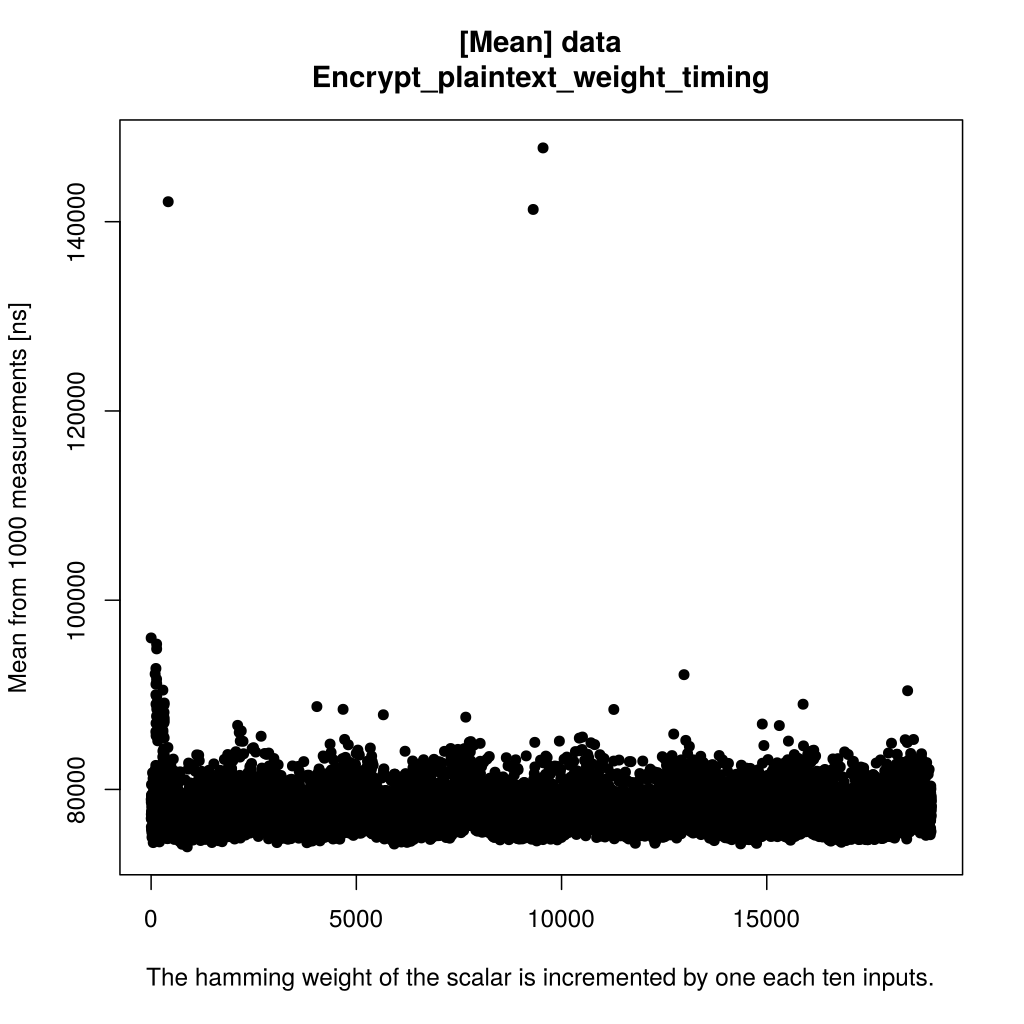 [Mean] data
Encrypt_plaintext_weight_timing
Mean from 1000 measurements [ns]
140000
120000
100000
80000
0 5000 10000 15000
The hamming weight of the scalar is incremented by one each ten inputs.